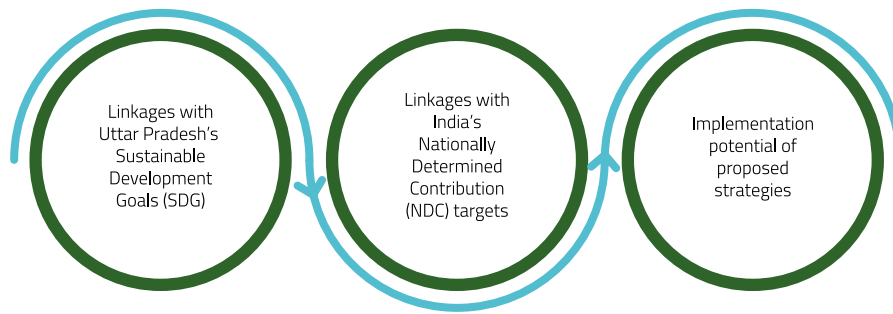 Linkages with
Uttar Pradesh's
Sustainable
Development
Goals (SDG)
Linkages with
India's
Nationally
Determined
Contribution
(NDC) targets
Implementation
potential of
proposed
strategies